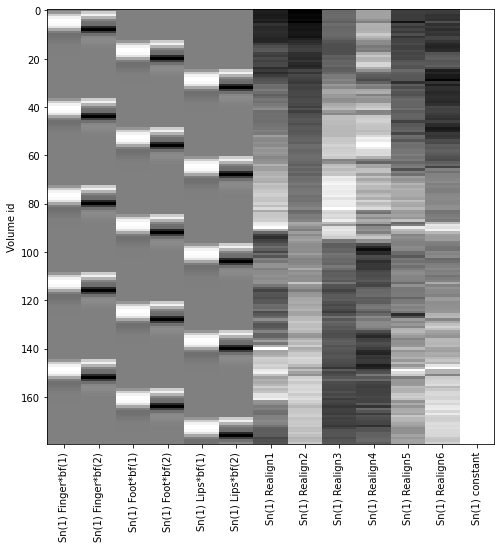 0
20
40
60
80
100
120
140
160
Volume id
Sn(1) Finger*bf(1)
Sn(1) Finger*bf(2)
Sn(1) Foot*bf(1)
Sn(1) Foot*bf(2)
Sn(1) Lips*bf(1)
Sn(1) Lips*bf(2)
Sn(1) Realign1
Sn(1) Realign2
Sn(1) Realign3
Sn(1) Realign4
Sn(1) Realign5
Sn(1) Realign6
Sn(1) constant